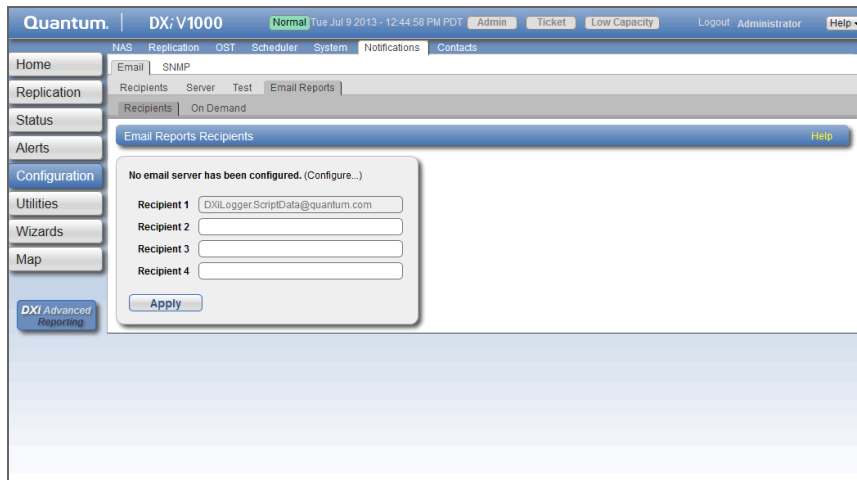 Quantum. DXi V1000 Normal Tue Jul 9 2013 - 12:44:58 PM PDT Admin Ticket Low Capacity Logout Administrator Help
NAS Replication OST Scheduler System Notifications Contacts
Home
Replication
Status
Alerts
Configuration
Utilities
Wizards
Map
DXi Advanced
Reporting
Email SNMP
Recipients Server Test Email Reports
Recipients On Demand
Email Reports Recipients Help
No email server has been configured. (Configure...)
Recipient 1 DXiLogger.ScriptData@quantum.com
Recipient 2
Recipient 3
Recipient 4
Apply